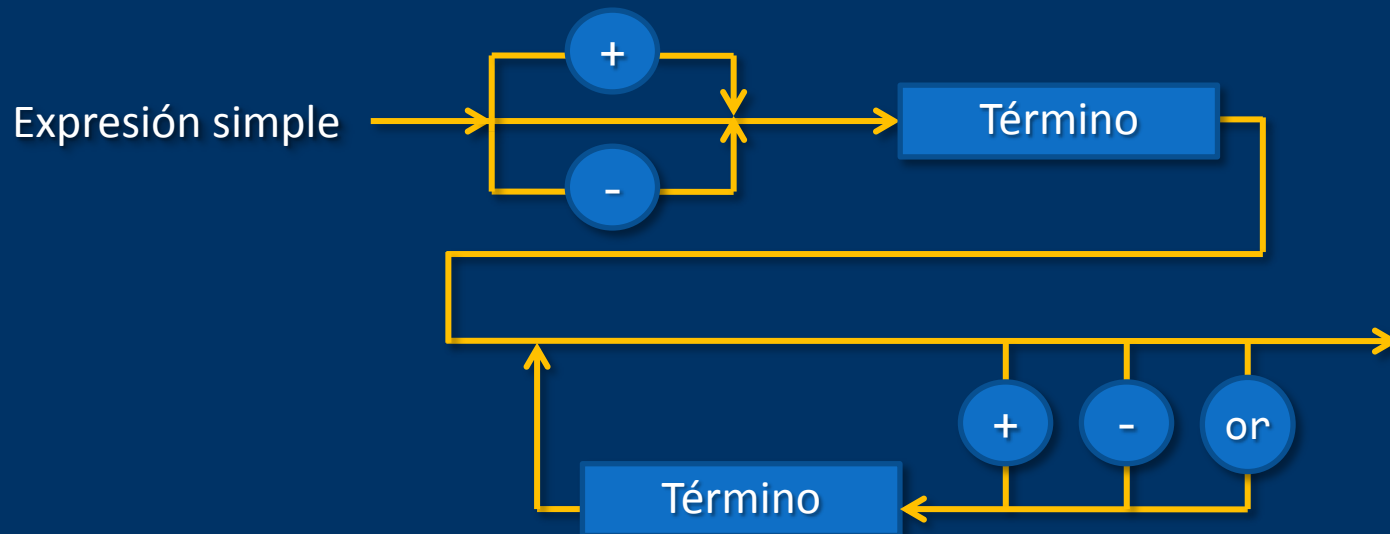 +
Expresión simple
Término
-
+
-
or
Término